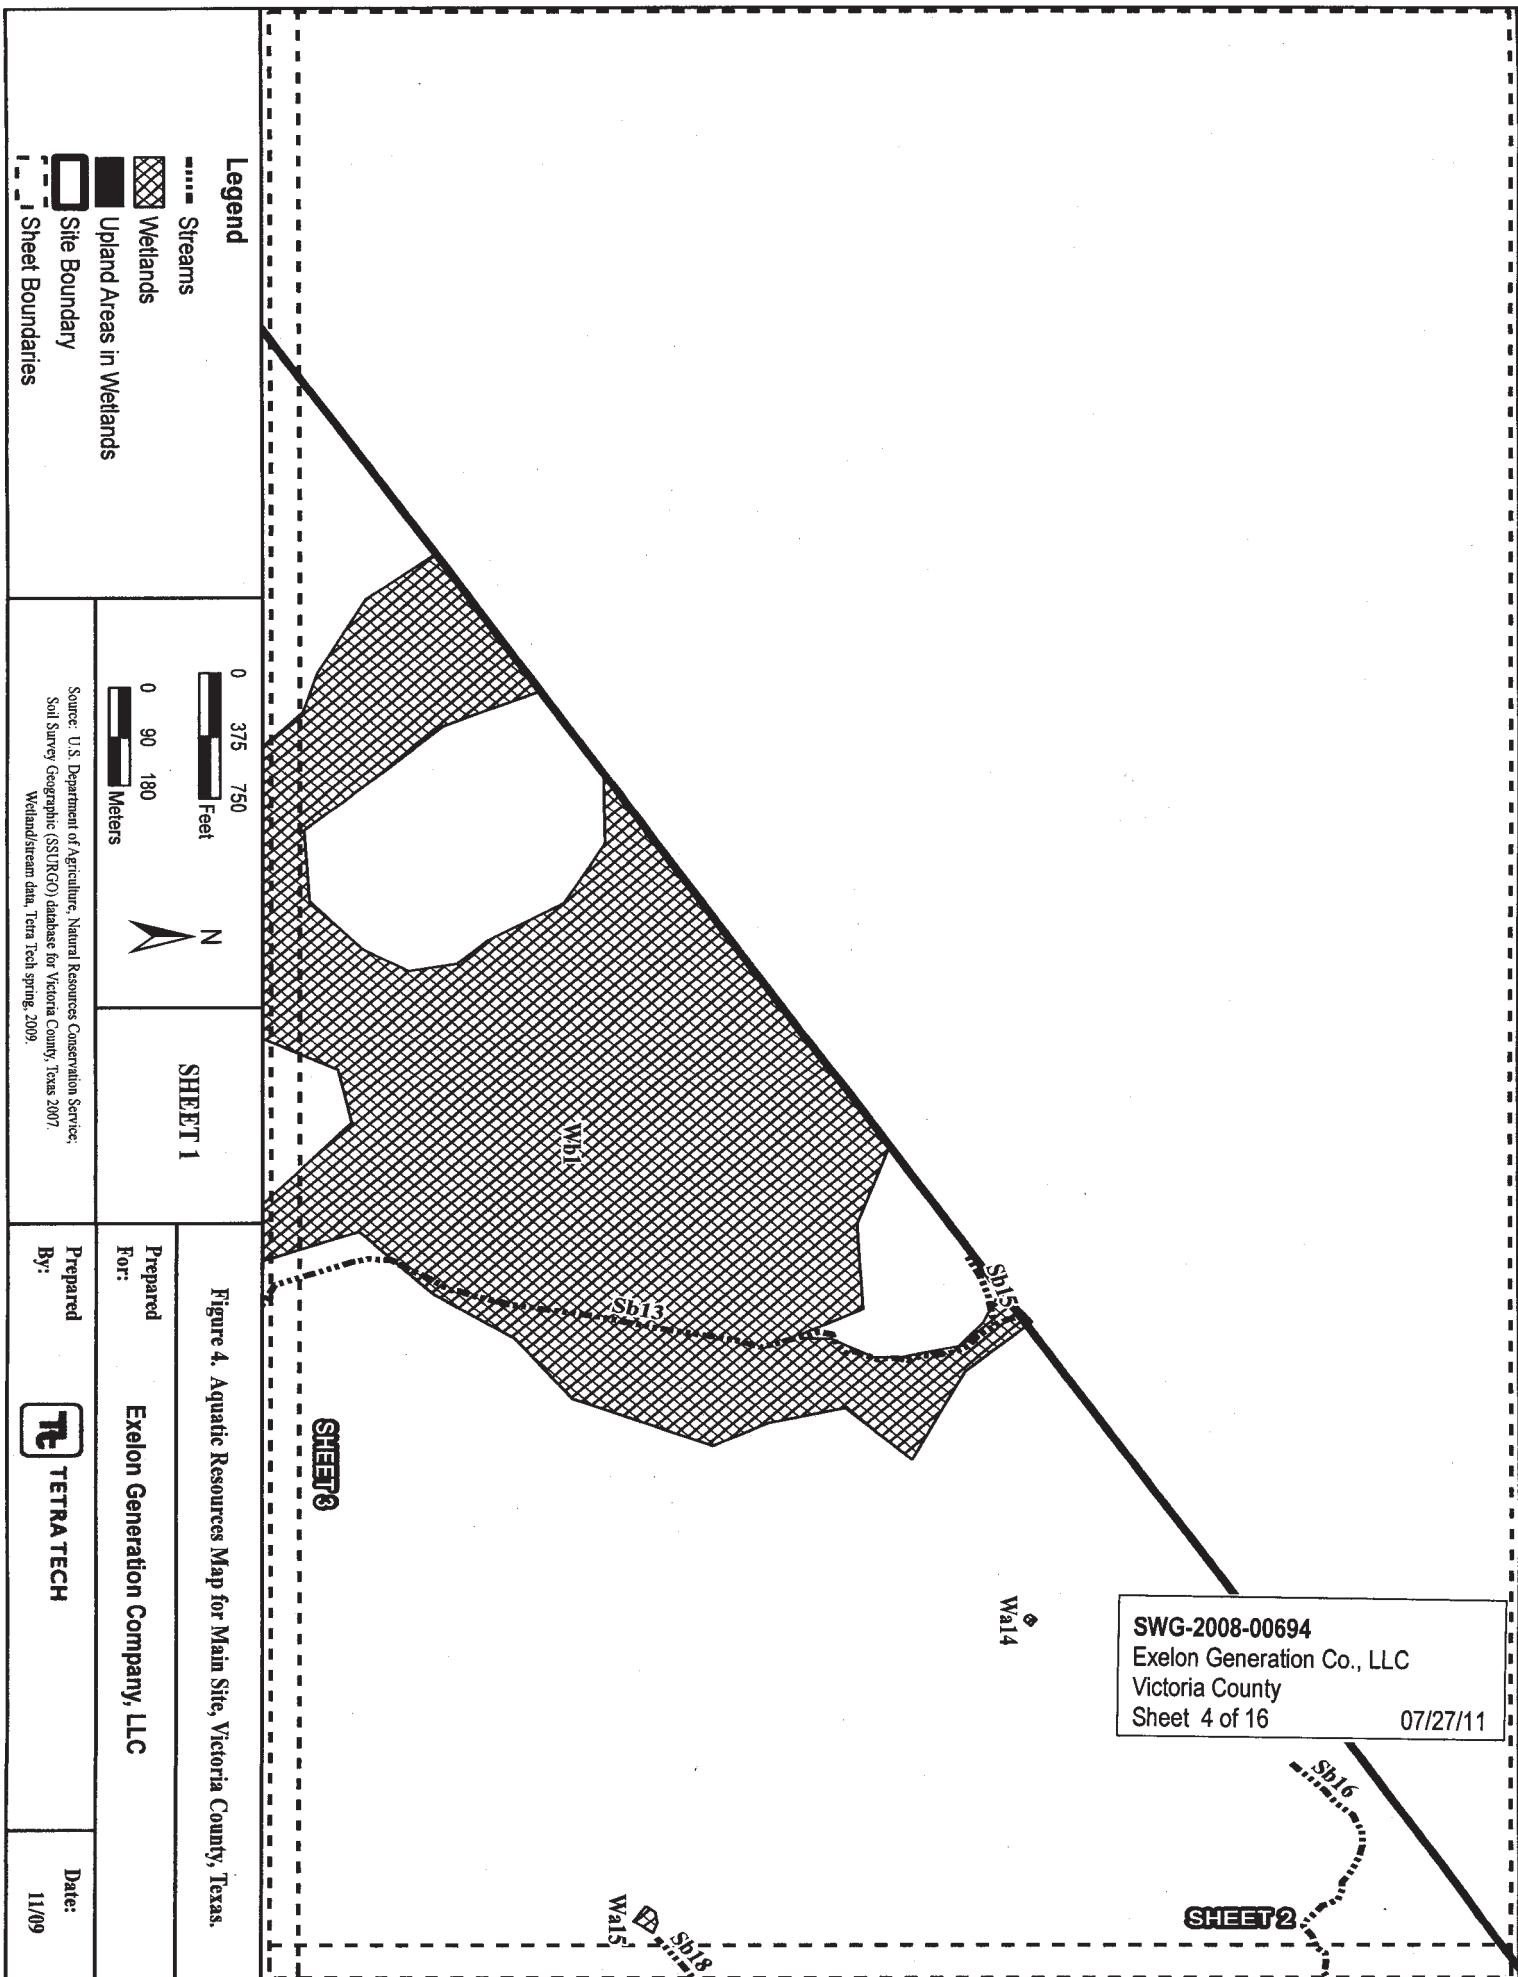 SWG-2008-00694
Exelon Generation Co., LLC
Victoria County
Sheet 4 of 16 07/27/11
Sb16
SHEET 2
Wa14
Sb15
Sb13
Wb1
Wa15
Sb18
SHEET 3
Legend
Streams
Wetlands
Upland Areas in Wetlands
Site Boundary
Sheet Boundaries
0 375 750
Feet
0 90 180
Meters
N
Source: U.S. Department of Agriculture, Natural Resources Conservation Service;
Soil Survey Geographic (SSURGO) database for Victoria County, Texas 2007.
Wetland/stream data, Tetra Tech spring, 2009.
SHEET 1
Figure 4. Aquatic Resources Map for Main Site, Victoria County, Texas.
Prepared
For:
Exelon Generation Company, LLC
Prepared
By:
Tt
TETRA TECH
Date:
11/09